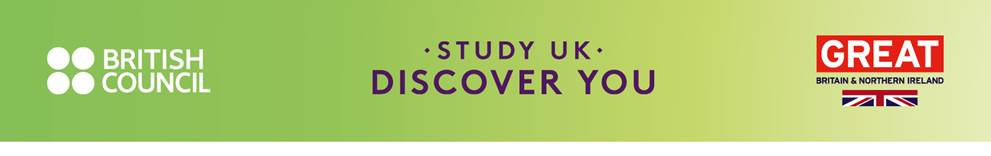 BRITISH
COUNCIL
·STUDY UK·
DISCOVER YOU
GREAT
BRITAIN & NORTHERN IRELAND